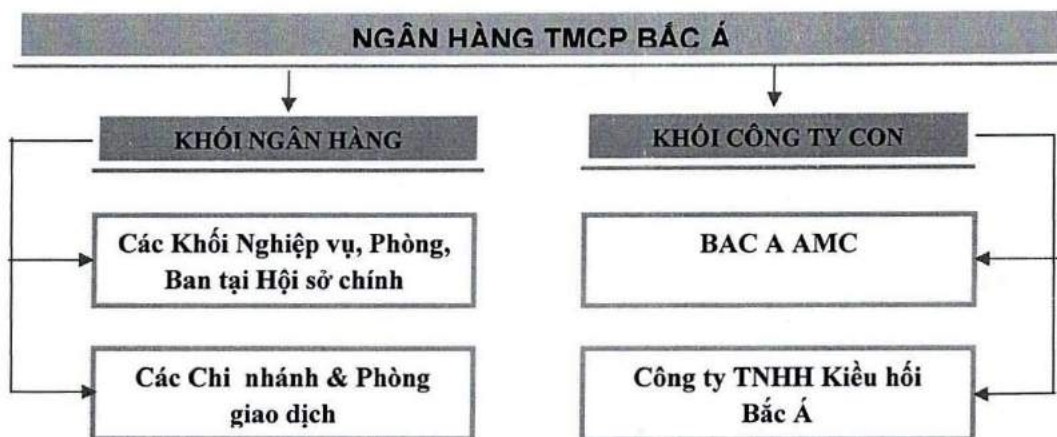 NGÂN HÀNG TMCP BẮC Á
KHỐI NGÂN HÀNG
KHỐI CÔNG TY CON
Các Khối Nghiệp vụ, Phòng,
Ban tại Hội sở chính
BAC A AMC
Các Chi nhánh & Phòng
giao dịch
Công ty TNHH Kiều hối
Bắc Á